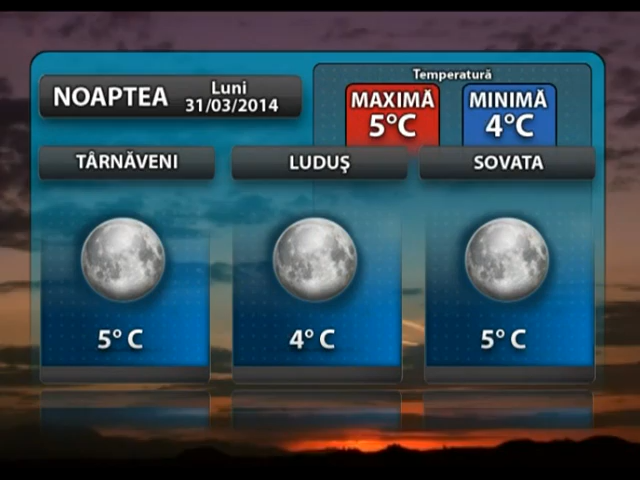 NOAPTEA
Luni
31/03/2014
Temperatură
MAXIMĂ
5°C
MINIMĂ
4°C
TÂRNĂVENI
LUDUŞ
SOVATA
5° C
4° C
5° C